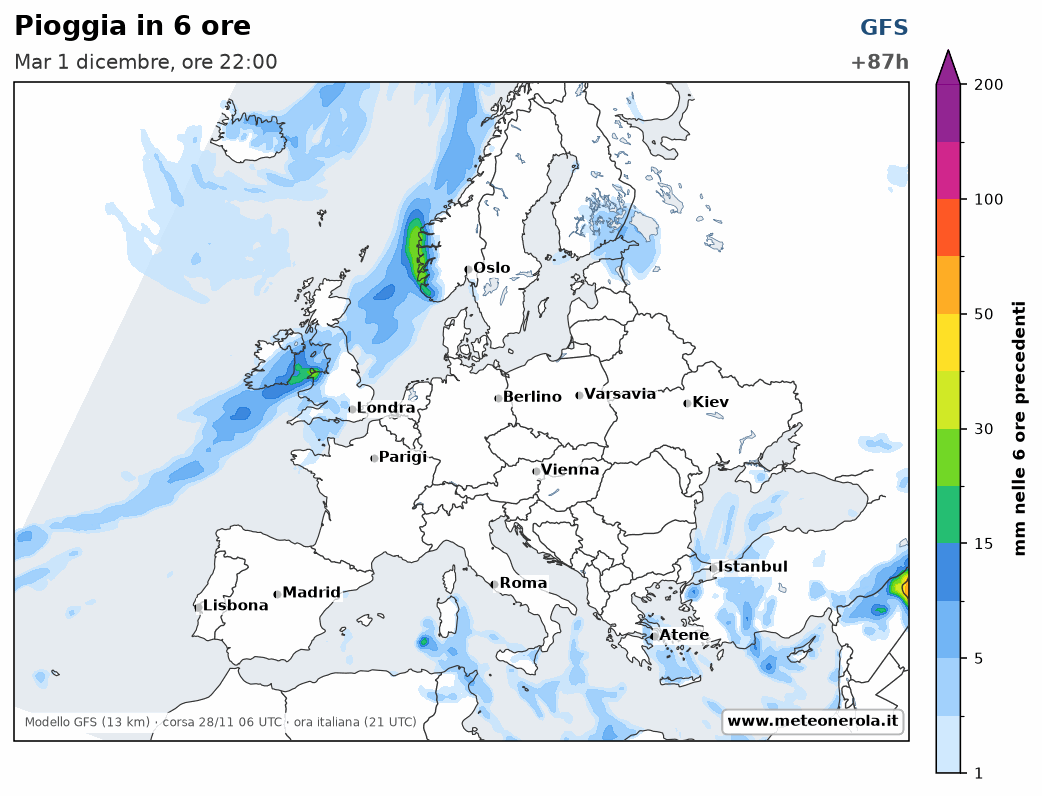 Pioggia in 6 ore
GFS
Mar 1 dicembre, ore 22:00
+87h
200
100
50
30
15
5
1
mm nelle 6 ore precedenti
Oslo
Londra
Berlino
Varsavia
Kiev
Parigi
Vienna
Istanbul
Roma
Madrid
Lisbona
Atene
Modello GFS (13 km) · corsa 28/11 06 UTC · ora italiana (21 UTC)
www.meteonerola.it